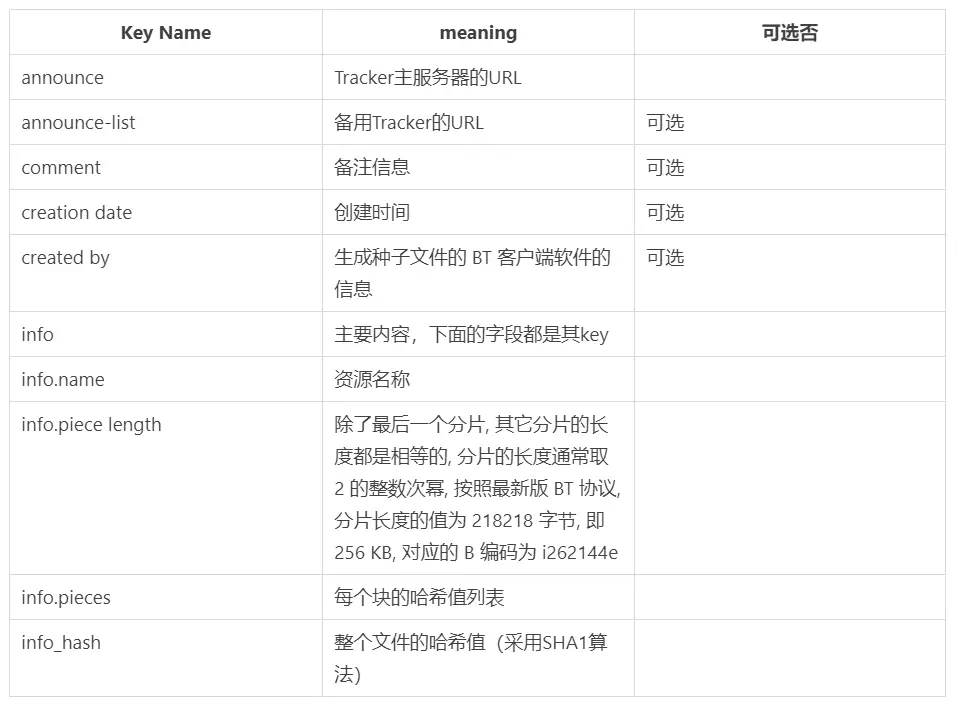 Key Name meaning 可选否
announce Tracker主服务器的URL
announce-list 备用Tracker的URL 可选
comment 备注信息 可选
creation date 创建时间 可选
created by 生成种子文件的 BT 客户端软件的 可选
信息
info 主要内容，下面的字段都是其key
info.name 资源名称
info.piece length 除了最后一个分片, 其它分片的长
度都是相等的, 分片的长度通常取
2 的整数次幂, 按照最新版 BT 协议,
分片长度的值为 218218 字节, 即
256 KB, 对应的 B 编码为 i262144e
info.pieces 每个块的哈希值列表
info_hash 整个文件的哈希值（采用SHA1算
法）